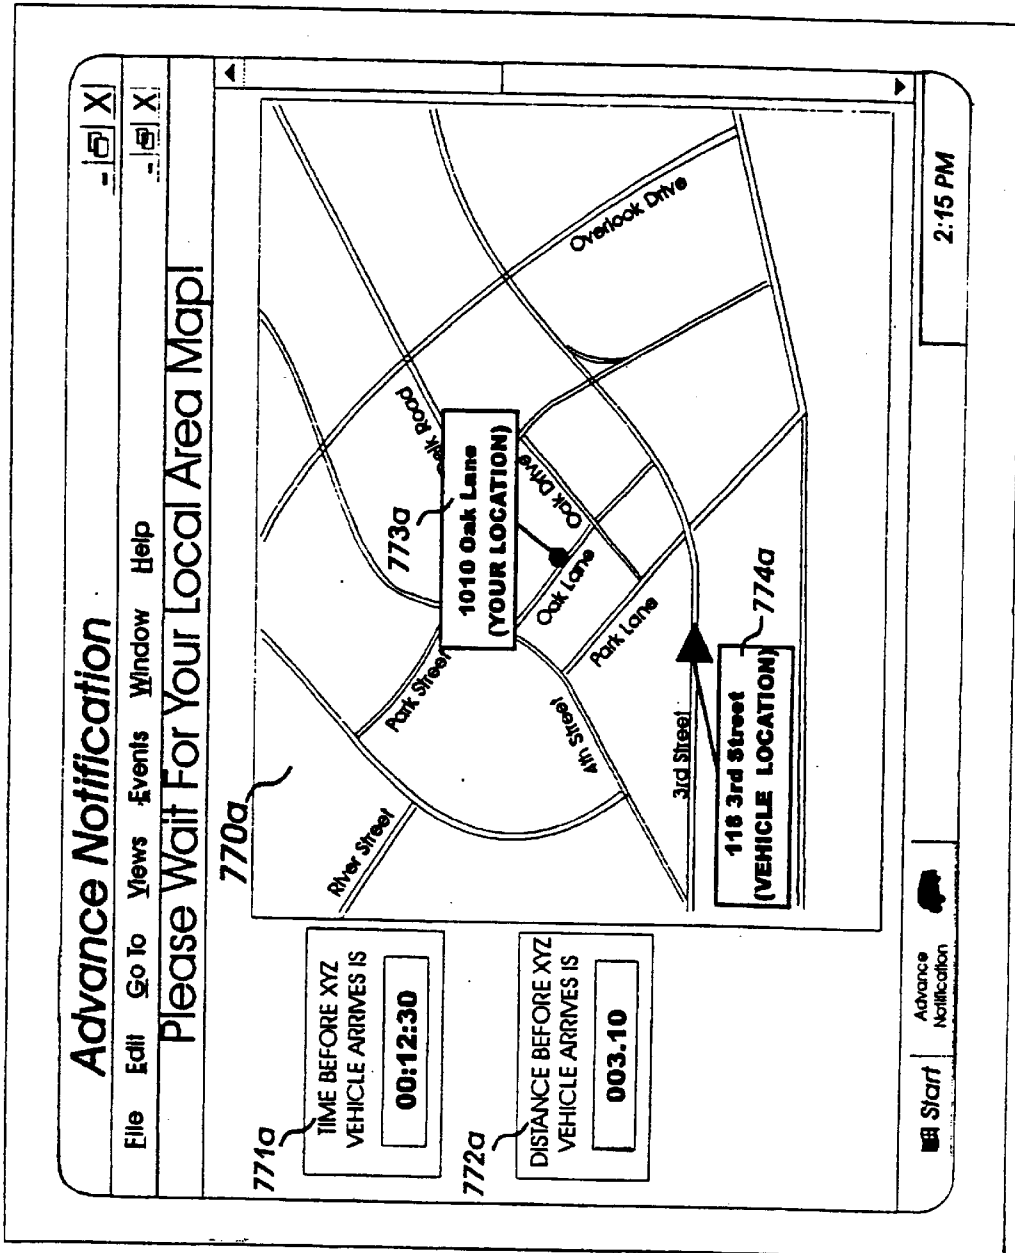 Advance Notification
- X
File Edit Go To Views Events Window Help
- X
Please Wait For Your Local Area Map!
771a
TIME BEFORE XYZ
VEHICLE ARRIVES IS
00:12:30
772a
DISTANCE BEFORE XYZ
VEHICLE ARRIVES IS
003.10
770a
River Street
Park Street
4th Street
3rd Street
Park Lane
Oak Lane
Oak Drive
Road
Overlook Drive
773a
1010 Oak Lane
(YOUR LOCATION)
774a
118 3rd Street
(VEHICLE LOCATION)
Start
Advance
Notification
2:15 PM